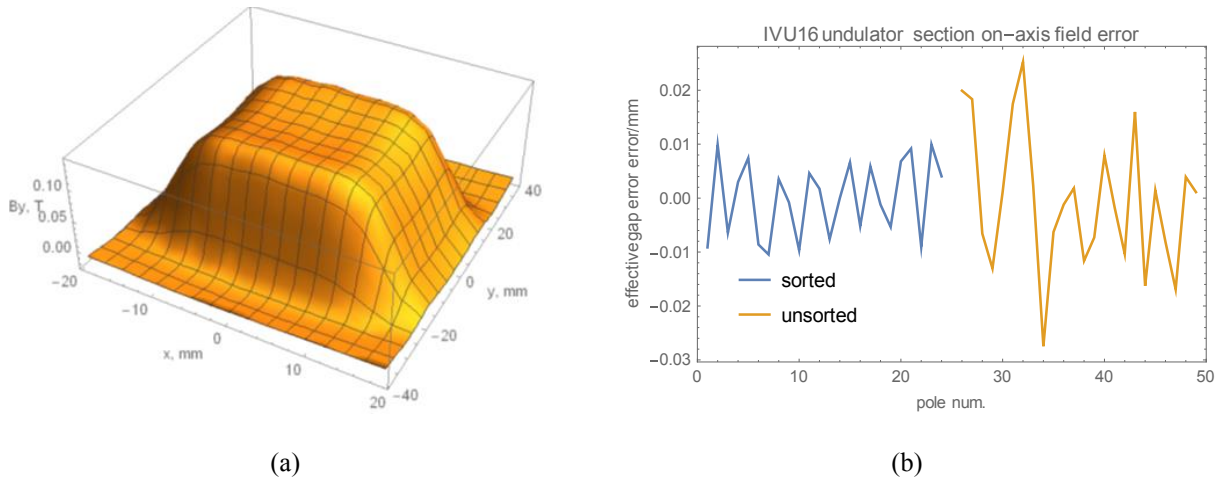 0.10
By, T
0.05
0.00
-20
-10
0
x, mm
10
20
-40
-20
0
y, mm
20
40
(a)
IVU16 undulator section on-axis field error
effectivegap error error/mm
0.02
0.01
0.00
-0.01
-0.02
-0.03
sorted
unsorted
0 10 20 30 40 50
pole num.
(b)